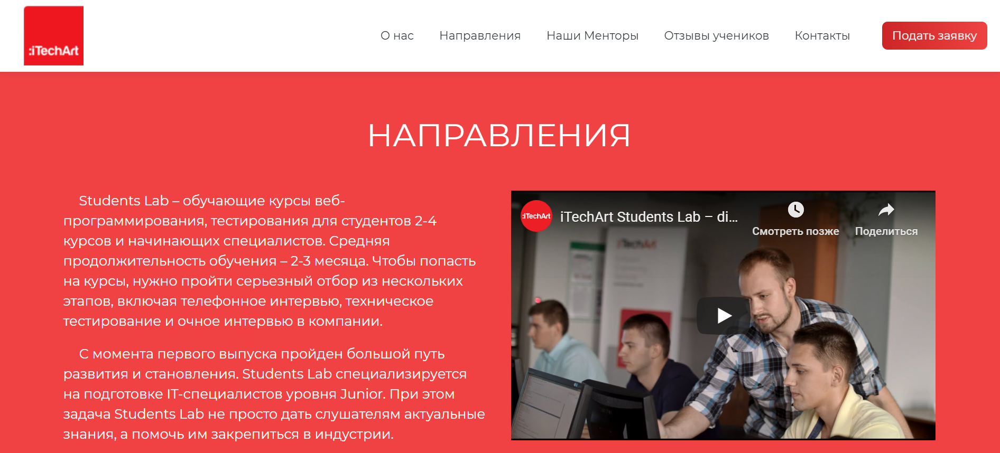 :iTechArt
О нас Направления Наши Менторы Отзывы учеников Контакты Подать заявку
НАПРАВЛЕНИЯ
Students Lab – обучающие курсы веб-
программирования, тестирования для студентов 2-4
курсов и начинающих специалистов. Средняя
продолжительность обучения – 2-3 месяца. Чтобы попасть
на курсы, нужно пройти серьезный отбор из нескольких
этапов, включая телефонное интервью, техническое
тестирование и очное интервью в компании.
С момента первого выпуска пройден большой путь
развития и становления. Students Lab специализируется
на подготовке IT-специалистов уровня Junior. При этом
задача Students Lab не просто дать слушателям актуальные
знания, а помочь им закрепиться в индустрии.
:iTechArt
iTechArt Students Lab – di...
Смотреть позже
Поделиться
iTechArt